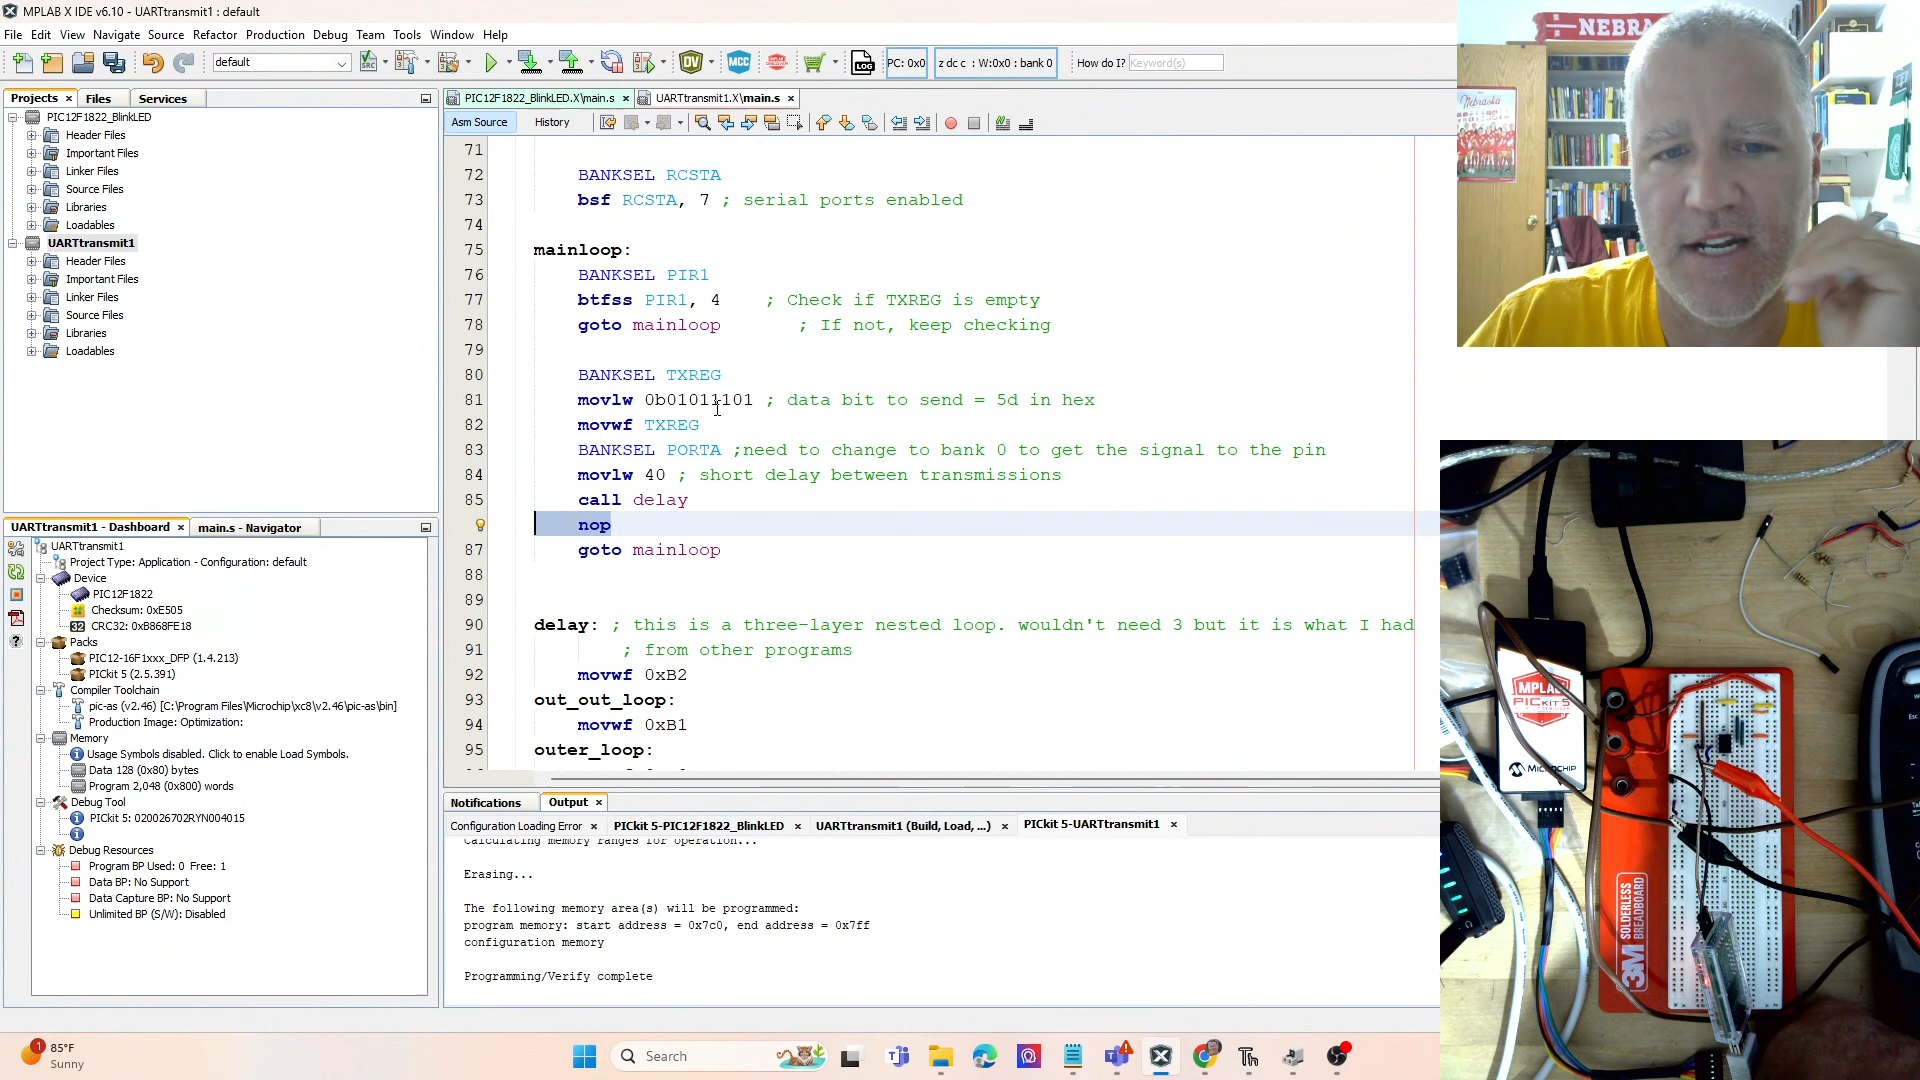 MPLAB X IDE v6.10 - UARTtransmit1 : default
File Edit View Navigate Source Refactor Production Debug Team Tools Window Help
default
PC: 0x0
z dc c : W:0x0 : bank 0
How do I? Keyword(s)
Projects × Files Services
PIC12F1822_BlinkLED.X\main.s × UARTtransmit1.X\main.s ×
Asm Source History
PIC12F1822_BlinkLED
Header Files
Important Files
Linker Files
Source Files
Libraries
Loadables
UARTtransmit1
Header Files
Important Files
Linker Files
Source Files
Libraries
Loadables
71
72 BANKSEL RCSTA
73 bsf RCSTA, 7 ; serial ports enabled
74
75 mainloop:
76 BANKSEL PIR1
77 btfss PIR1, 4 ; Check if TXREG is empty
78 goto mainloop ; If not, keep checking
79
80 BANKSEL TXREG
81 movlw 0b01011101 ; data bit to send = 5d in hex
82 movwf TXREG
83 BANKSEL PORTA ;need to change to bank 0 to get the signal to the pin
84 movlw 40 ; short delay between transmissions
85 call delay
nop
87 goto mainloop
88
89
90 delay: ; this is a three-layer nested loop. wouldn't need 3 but it is what I had
91 ; from other programs
92 movwf 0xB2
93 out_out_loop:
94 movwf 0xB1
95 outer_loop:
UARTtransmit1 - Dashboard × main.s - Navigator
UARTtransmit1
Project Type: Application - Configuration: default
Device
PIC12F1822
Checksum: 0xE505
CRC32: 0xB868FE18
Packs
PIC12-16F1xxx_DFP (1.4.213)
PICkit 5 (2.5.391)
Compiler Toolchain
pic-as (v2.46) [C:\Program Files\Microchip\xc8\v2.46\pic-as\bin]
Production Image: Optimization:
Memory
Usage Symbols disabled. Click to enable Load Symbols.
Data 128 (0x80) bytes
Program 2,048 (0x800) words
Debug Tool
PICkit 5: 020026702RYN004015
Debug Resources
Program BP Used: 0 Free: 1
Data BP: No Support
Data Capture BP: No Support
Unlimited BP (S/W): Disabled
Notifications Output ×
Configuration Loading Error × PICkit 5-PIC12F1822_BlinkLED × UARTtransmit1 (Build, Load, ...) × PICkit 5-UARTtransmit1 ×
Calculating memory ranges for operation...
Erasing...
The following memory area(s) will be programmed:
program memory: start address = 0x7c0, end address = 0x7ff
configuration memory
Programming/Verify complete
1
85°F
Sunny
Search
NEBRA
Nebraska
MPLAB
PICKIT 5
MICROCHIP
3M SOLDERLESS BREADBOARD